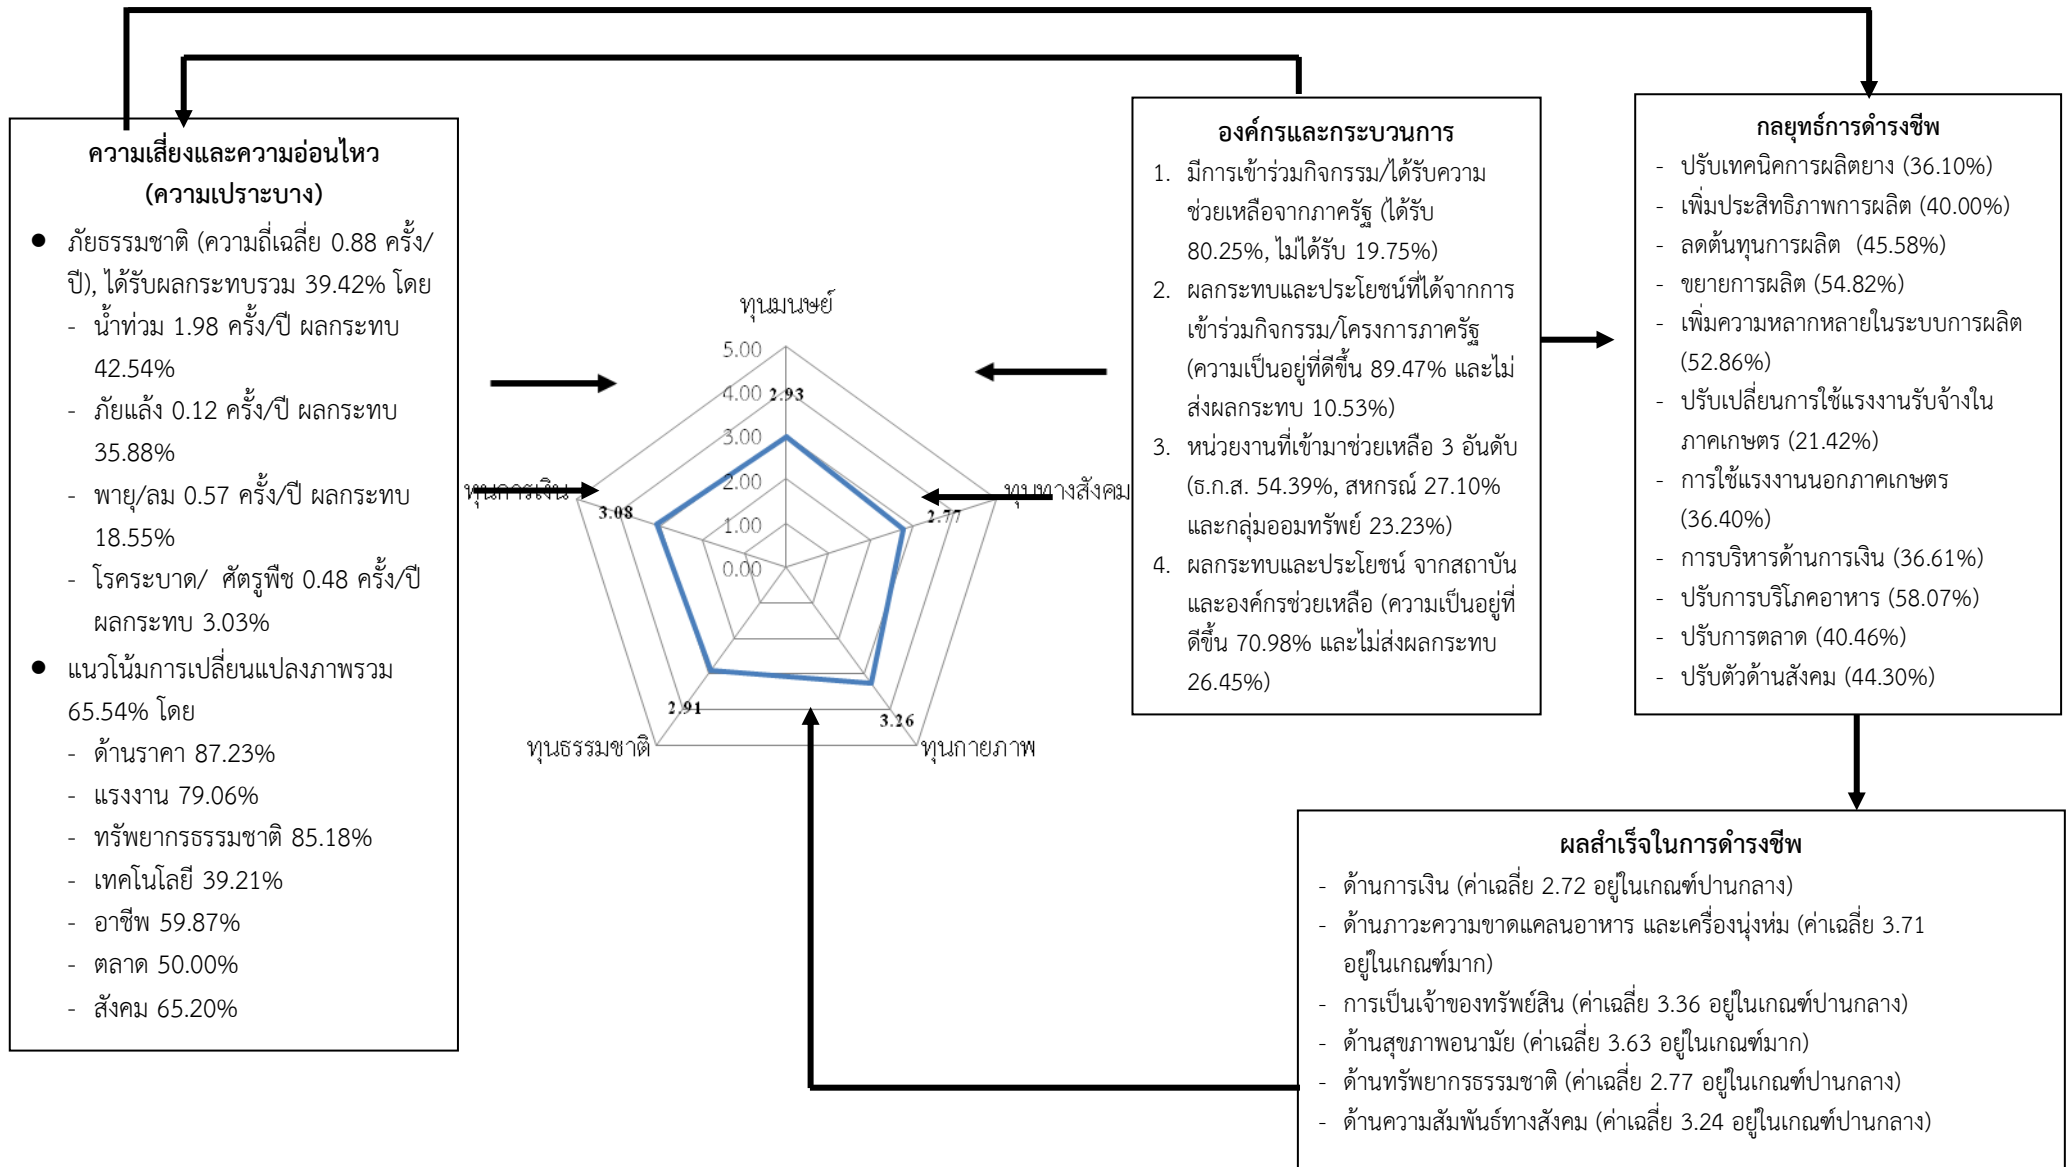 ความเสี่ยงและความอ่อนไหว
(ความเปราะบาง)
● ภัยธรรมชาติ (ความถี่เฉลี่ย 0.88 ครั้ง/
ปี), ได้รับผลกระทบรวม 39.42% โดย
- น้ำท่วม 1.98 ครั้ง/ปี ผลกระทบ
42.54%
- ภัยแล้ง 0.12 ครั้ง/ปี ผลกระทบ
35.88%
- พายุ/ลม 0.57 ครั้ง/ปี ผลกระทบ
18.55%
- โรคระบาด/ ศัตรูพืช 0.48 ครั้ง/ปี
ผลกระทบ 3.03%
● แนวโน้มการเปลี่ยนแปลงภาพรวม
65.54% โดย
- ด้านราคา 87.23%
- แรงงาน 79.06%
- ทรัพยากรธรรมชาติ 85.18%
- เทคโนโลยี 39.21%
- อาชีพ 59.87%
- ตลาด 50.00%
- สังคม 65.20%
ทุนมนษย์
5.00
4.00 2.93
3.00
2.00
1.00
0.00
ทุนการเงิน
3.08
ทุนทางสังคม
2.77
2.91
ทุนธรรมชาติ
3.26
ทุนกายภาพ
องค์กรและกระบวนการ
1. มีการเข้าร่วมกิจกรรม/ได้รับความ
ช่วยเหลือจากภาครัฐ (ได้รับ
80.25%, ไม่ได้รับ 19.75%)
2. ผลกระทบและประโยชน์ที่ได้จากการ
เข้าร่วมกิจกรรม/โครงการภาครัฐ
(ความเป็นอยู่ที่ดีขึ้น 89.47% และไม่
ส่งผลกระทบ 10.53%)
3. หน่วยงานที่เข้ามาช่วยเหลือ 3 อันดับ
(ธ.ก.ส. 54.39%, สหกรณ์ 27.10%
และกลุ่มออมทรัพย์ 23.23%)
4. ผลกระทบและประโยชน์ จากสถาบัน
และองค์กรช่วยเหลือ (ความเป็นอยู่ที่
ดีขึ้น 70.98% และไม่ส่งผลกระทบ
26.45%)
กลยุทธ์การดำรงชีพ
- ปรับเทคนิคการผลิตยาง (36.10%)
- เพิ่มประสิทธิภาพการผลิต (40.00%)
- ลดต้นทุนการผลิต (45.58%)
- ขยายการผลิต (54.82%)
- เพิ่มความหลากหลายในระบบการผลิต
(52.86%)
- ปรับเปลี่ยนการใช้แรงงานรับจ้างใน
ภาคเกษตร (21.42%)
- การใช้แรงงานนอกภาคเกษตร
(36.40%)
- การบริหารด้านการเงิน (36.61%)
- ปรับการบริโภคอาหาร (58.07%)
- ปรับการตลาด (40.46%)
- ปรับตัวด้านสังคม (44.30%)
ผลสำเร็จในการดำรงชีพ
- ด้านการเงิน (ค่าเฉลี่ย 2.72 อยู่ในเกณฑ์ปานกลาง)
- ด้านภาวะความขาดแคลนอาหาร และเครื่องนุ่งห่ม (ค่าเฉลี่ย 3.71
อยู่ในเกณฑ์มาก)
- การเป็นเจ้าของทรัพย์สิน (ค่าเฉลี่ย 3.36 อยู่ในเกณฑ์ปานกลาง)
- ด้านสุขภาพอนามัย (ค่าเฉลี่ย 3.63 อยู่ในเกณฑ์มาก)
- ด้านทรัพยากรธรรมชาติ (ค่าเฉลี่ย 2.77 อยู่ในเกณฑ์ปานกลาง)
- ด้านความสัมพันธ์ทางสังคม (ค่าเฉลี่ย 3.24 อยู่ในเกณฑ์ปานกลาง)